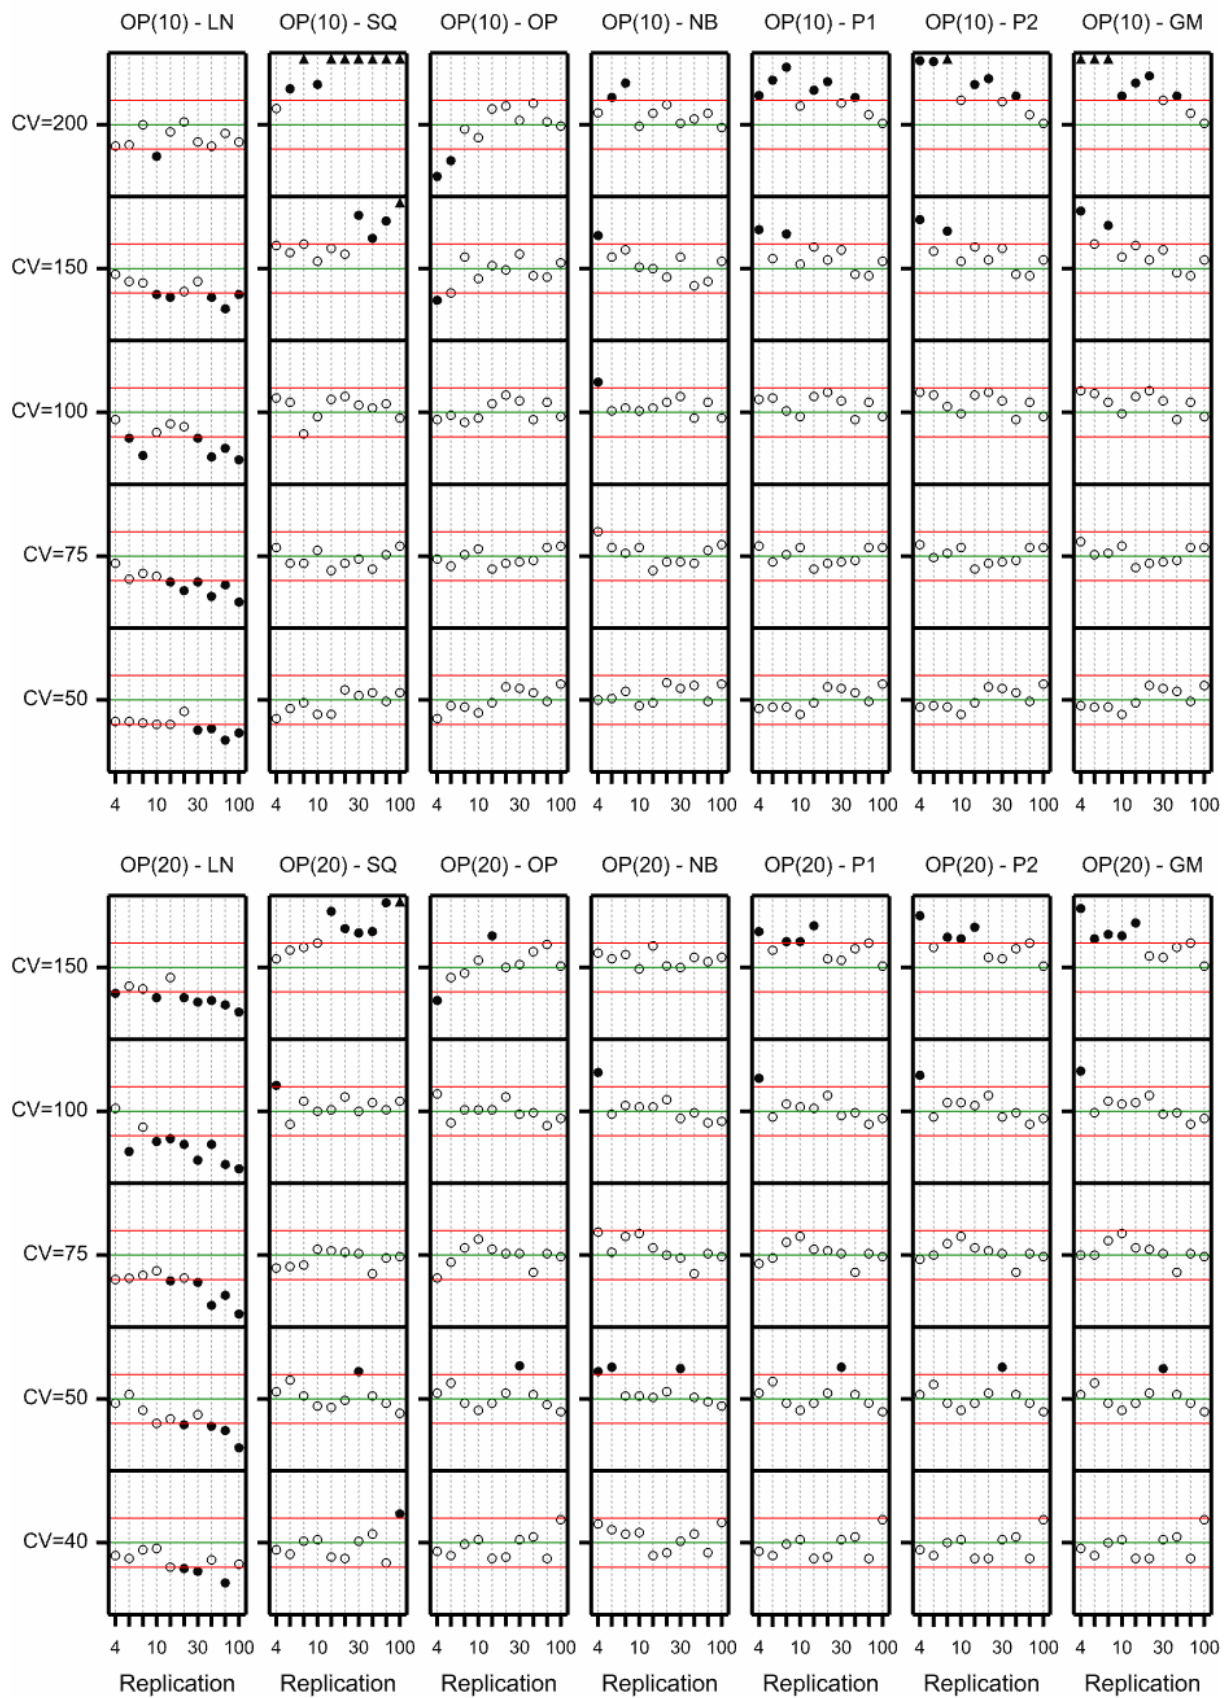 OP(10) - LN OP(10) - SQ OP(10) - OP OP(10) - NB OP(10) - P1 OP(10) - P2 OP(10) - GM
CV=200
CV=150
CV=100
CV=75
CV=50
4 10 30 100 4 10 30 100 4 10 30 100 4 10 30 100 4 10 30 100 4 10 30 100 4 10 30 100
OP(20) - LN OP(20) - SQ OP(20) - OP OP(20) - NB OP(20) - P1 OP(20) - P2 OP(20) - GM
CV=150
CV=100
CV=75
CV=50
CV=40
4 10 30 100 4 10 30 100 4 10 30 100 4 10 30 100 4 10 30 100 4 10 30 100 4 10 30 100
Replication Replication Replication Replication Replication Replication Replication